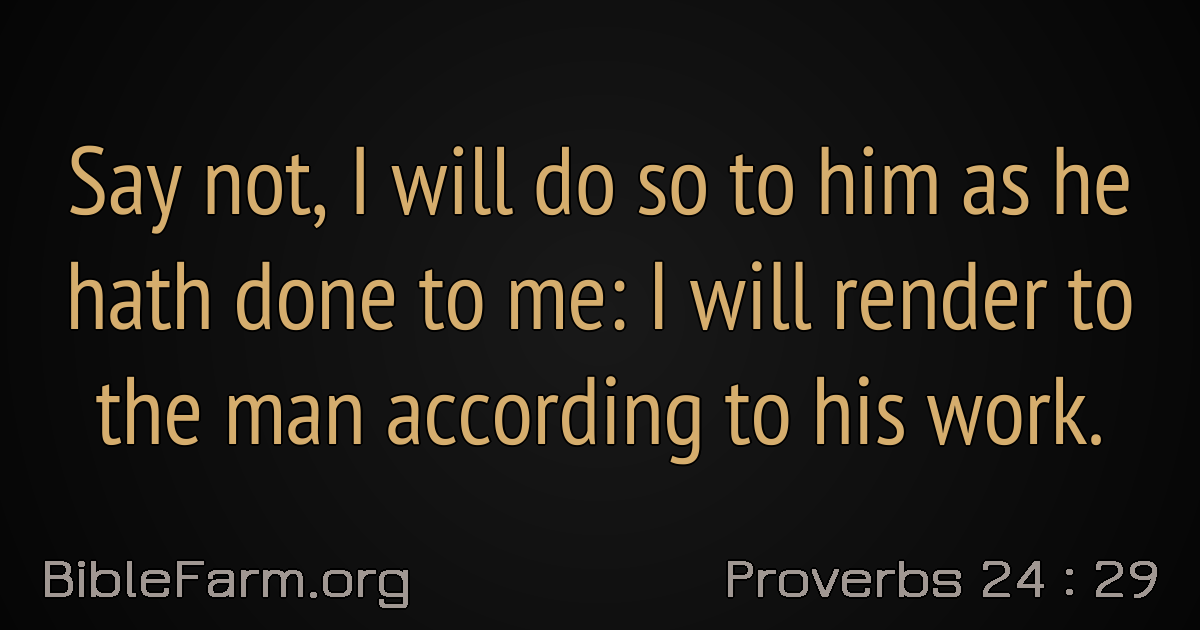 Say not, I will do so to him as he
hath done to me: I will render to
the man according to his work.
BibleFarm.org
Proverbs 24 : 29